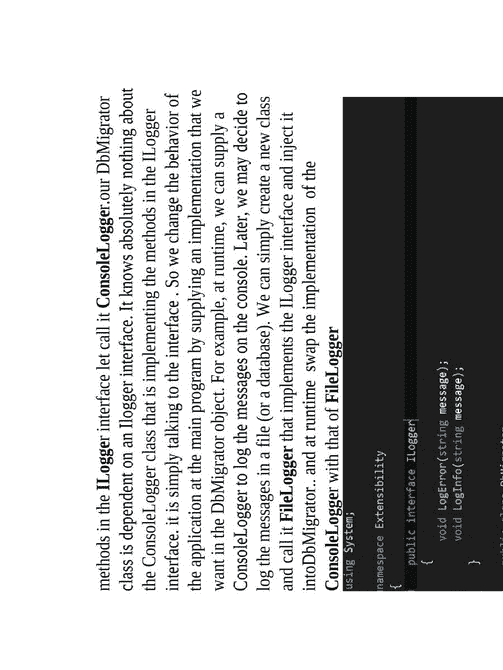 methods in the ILogger interface let call it ConsoleLogger.our DbMigrator
class is dependent on an Ilogger interface. It knows absolutely nothing about
the ConsoleLogger class that is implementing the methods in the ILogger
interface. it is simply talking to the interface . So we change the behavior of
the application at the main program by supplying an implementation that we
want in the DbMigrator object. For example, at runtime, we can supply a
ConsoleLogger to log the messages on the console. Later, we may decide to
log the messages in a file (or a database). We can simply create a new class
and call it FileLogger that implements the ILogger interface and inject it
intoDbMigrator.. and at runtime swap the implementation of the
ConsoleLogger with that of FileLogger
using System;
namespace Extensibility
{
public interface ILogger
{
void LogError(string message);
void LogInfo(string message);
}